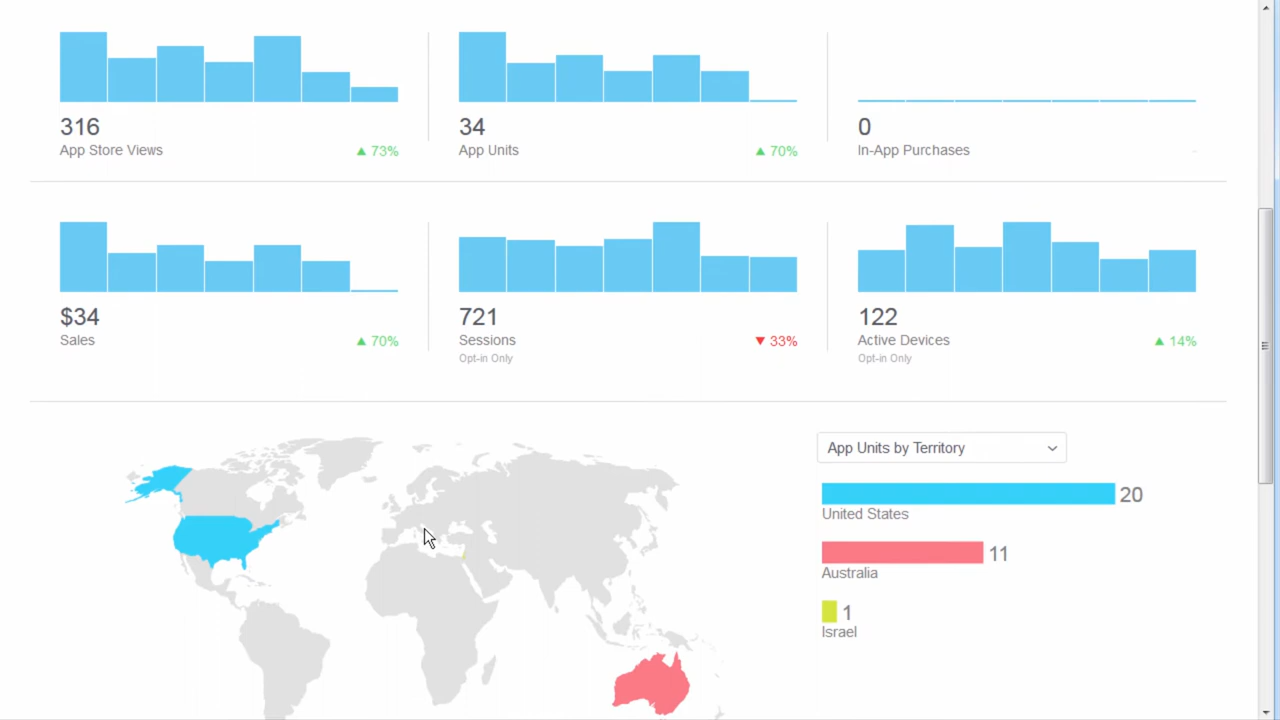 316
App Store Views
▲ 73%
34
App Units
▲ 70%
0
In-App Purchases
-
$34
Sales
▲ 70%
721
Sessions
▼ 33%
Opt-in Only
122
Active Devices
▲ 14%
Opt-in Only
App Units by Territory
20
United States
11
Australia
1
Israel